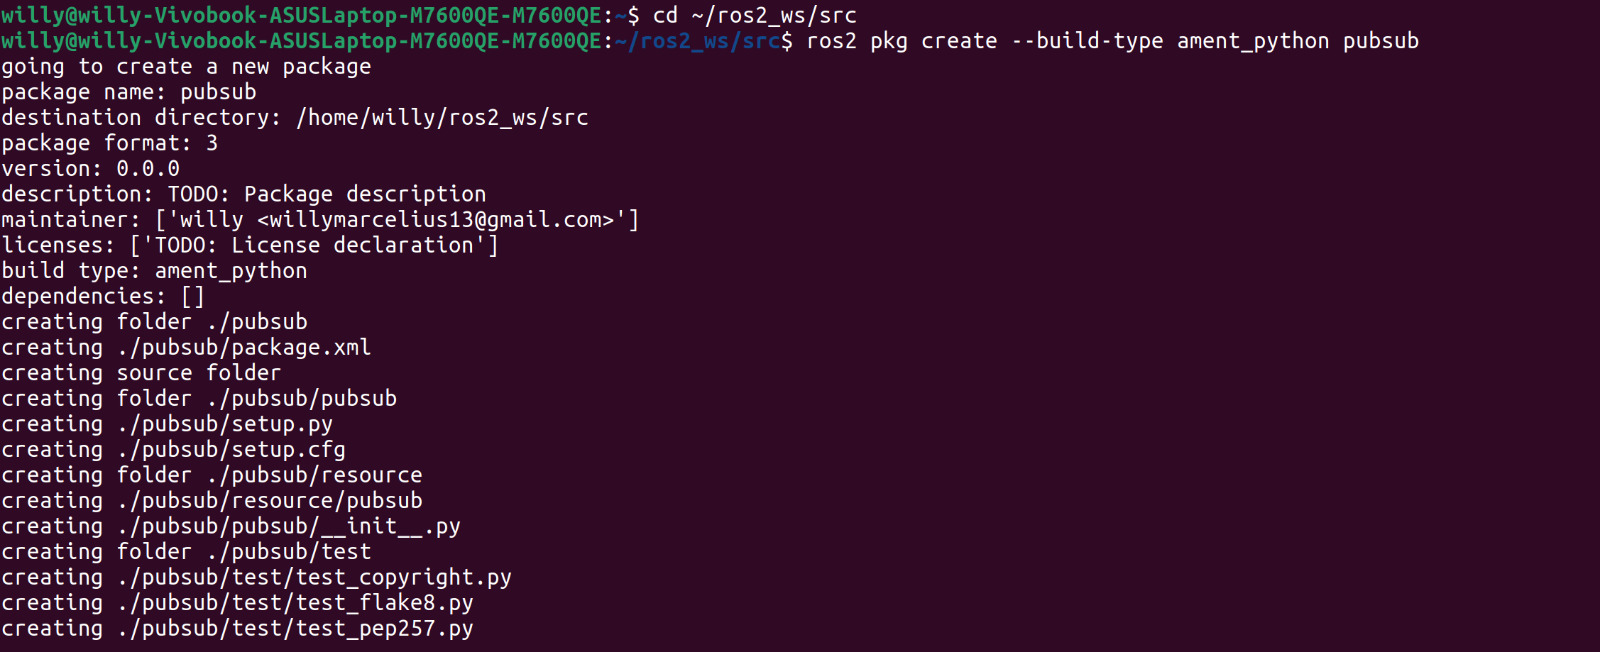 willy@willy-Vivobook-ASUSLaptop-M7600QE-M7600QE:~$ cd ~/ros2_ws/src
willy@willy-Vivobook-ASUSLaptop-M7600QE-M7600QE:~/ros2_ws/src$ ros2 pkg create --build-type ament_python pubsub
going to create a new package
package name: pubsub
destination directory: /home/willy/ros2_ws/src
package format: 3
version: 0.0.0
description: TODO: Package description
maintainer: ['willy <willymarcelius13@gmail.com>']
licenses: ['TODO: License declaration']
build type: ament_python
dependencies: []
creating folder ./pubsub
creating ./pubsub/package.xml
creating source folder
creating folder ./pubsub/pubsub
creating ./pubsub/setup.py
creating ./pubsub/setup.cfg
creating folder ./pubsub/resource
creating ./pubsub/resource/pubsub
creating ./pubsub/pubsub/__init__.py
creating folder ./pubsub/test
creating ./pubsub/test/test_copyright.py
creating ./pubsub/test/test_flake8.py
creating ./pubsub/test/test_pep257.py